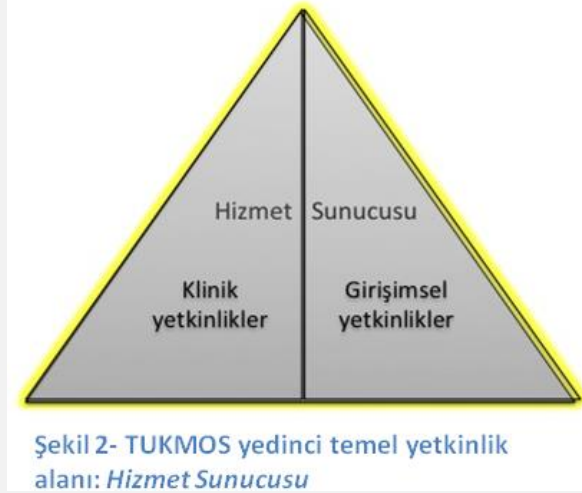 Hizmet Sunucusu
Klinik yetkinlikler
Girişimsel yetkinlikler
Şekil 2- TUKMOS yedinci temel yetkinlik
alanı: Hizmet Sunucusu